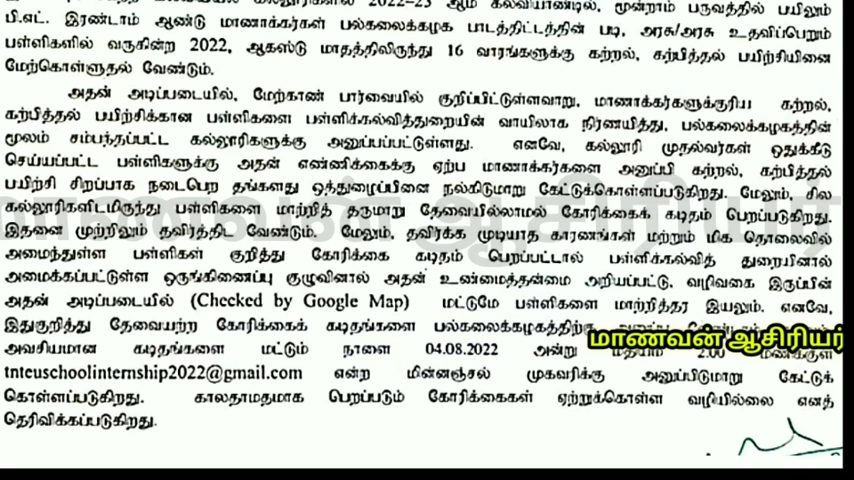 கல்லூரிகளில் 2022-23 ஆம் கல்வியாண்டில், மூன்றாம் பருவத்தில் பயிலும்
பி.எட். இரண்டாம் ஆண்டு மாணாக்கர்கள் பல்கலைக்கழக பாடத்திட்டத்தின் படி, அரசு/அரசு உதவிப்பெறும்
பள்ளிகளில் வருகின்ற 2022, ஆகஸ்டு மாதத்திலிருந்து 16 வாரங்களுக்கு கற்றல், கற்பித்தல் பயிற்சியினை
மேற்கொள்ளுதல் வேண்டும்.
அதன் அடிப்படையில், மேற்காண் பார்வையில் குறிப்பிட்டுள்ளவாறு, மாணாக்கர்களுக்குரிய கற்றல்,
கற்பித்தல் பயிற்சிக்கான பள்ளிகளை பள்ளிக்கல்வித்துறையின் வாயிலாக நிர்ணயித்து, பல்கலைக்கழகத்தின்
மூலம் சம்பந்தப்பட்ட கல்லூரிகளுக்கு அனுப்பப்பட்டுள்ளது. எனவே, கல்லூரி முதல்வர்கள் ஒதுக்கீடு
செய்யப்பட்ட பள்ளிகளுக்கு அதன் எண்ணிக்கைக்கு ஏற்ப மாணாக்கர்களை அனுப்பி கற்றல், கற்பித்தல்
பயிற்சி சிறப்பாக நடைபெற தங்களது ஒத்துழைப்பினை நல்கிடுமாறு கேட்டுக்கொள்ளப்படுகிறது. மேலும், சில
கல்லூரிகளிடமிருந்து பள்ளிகளை மாற்றித் தருமாறு தேவையில்லாமல் கோரிக்கைக் கடிதம் பெறப்படுகிறது.
இதனை முற்றிலும் தவிர்த்திட வேண்டும். மேலும், தவிர்க்க முடியாத காரணங்கள் மற்றும் மிக தொலைவில்
அமைந்துள்ள பள்ளிகள் குறித்து கோரிக்கை கடிதம் பெறப்பட்டால் பள்ளிக்கல்வித் துறையினால்
அமைக்கப்பட்டுள்ள ஒருங்கிணைப்பு குழுவினால் அதன் உண்மைத்தன்மை அறியப்பட்டு, வழிவகை இருப்பின்
அதன் அடிப்படையில் (Checked by Google Map) மட்டுமே பள்ளிகளை மாற்றித்தர இயலும். எனவே,
இதுகுறித்து தேவையற்ற கோரிக்கைக் கடிதங்களை பல்கலைக்கழகத்திற்கு
மாணவன் ஆசிரியர்
அவசியமான கடிதங்களை மட்டும் நாளை 04.08.2022 அன்று மதியம் 2.00 மணிக்குள்
tnteuschoolinternship2022@gmail.com என்ற மின்னஞ்சல் முகவரிக்கு அனுப்பிடுமாறு கேட்டுக்
கொள்ளப்படுகிறது. காலதாமதமாக பெறப்படும் கோரிக்கைகள் ஏற்றுக்கொள்ள வழியில்லை எனத்
தெரிவிக்கப்படுகிறது.